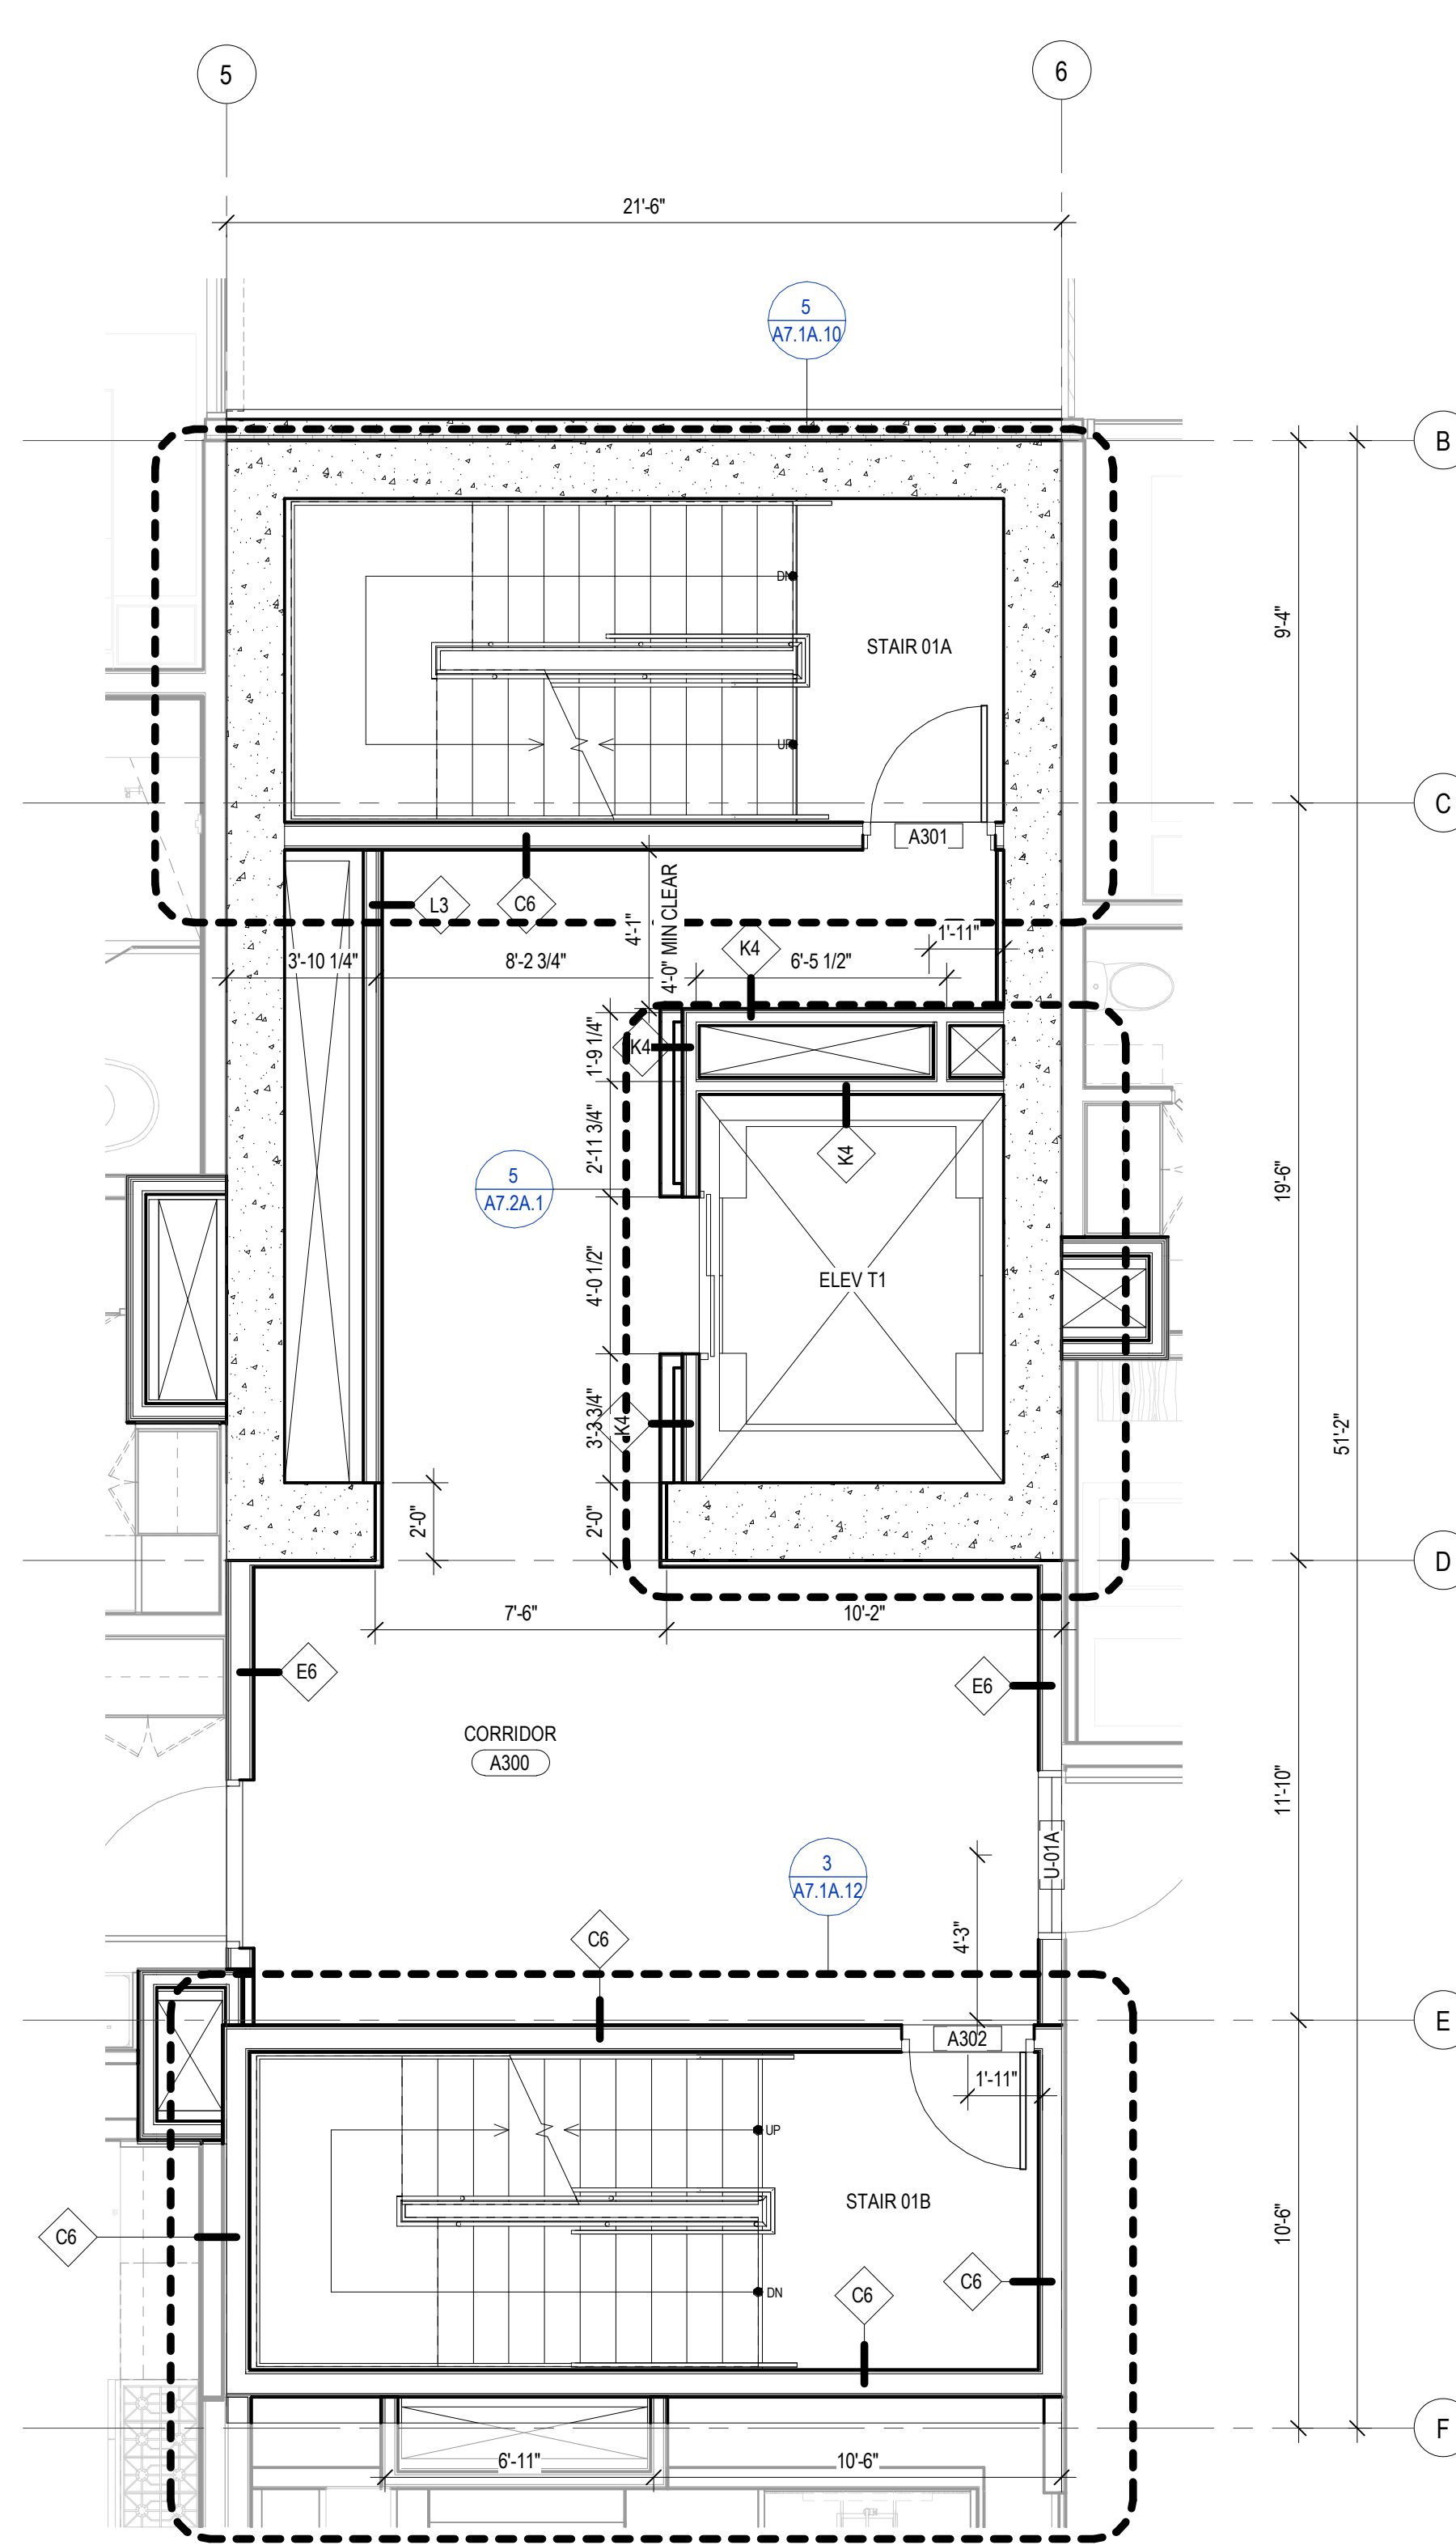 5
6
21'-6"
5
A7.1A.10
B
DN
9'-4"
STAIR 01A
UP
C
A301
L3
C6
4'-1"
4'-0" MIN CLEAR
1'-11"
K4
3'-10 1/4"
8'-2 3/4"
6'-5 1/2"
K4
1'-9 1/4"
2'-11 3/4"
K4
5
A7.2A.1
19'-6"
4'-0 1/2"
ELEV T1
3'-3 3/4"
K4
51'-2"
2'-0"
2'-0"
D
7'-6"
10'-2"
E6
E6
CORRIDOR
A300
11'-10"
U-01A
3
A7.1A.12
C6
4'-3"
E
A302
1'-11"
UP
STAIR 01B
C6
10'-6"
C6
DN
C6
F
6'-11"
10'-6"